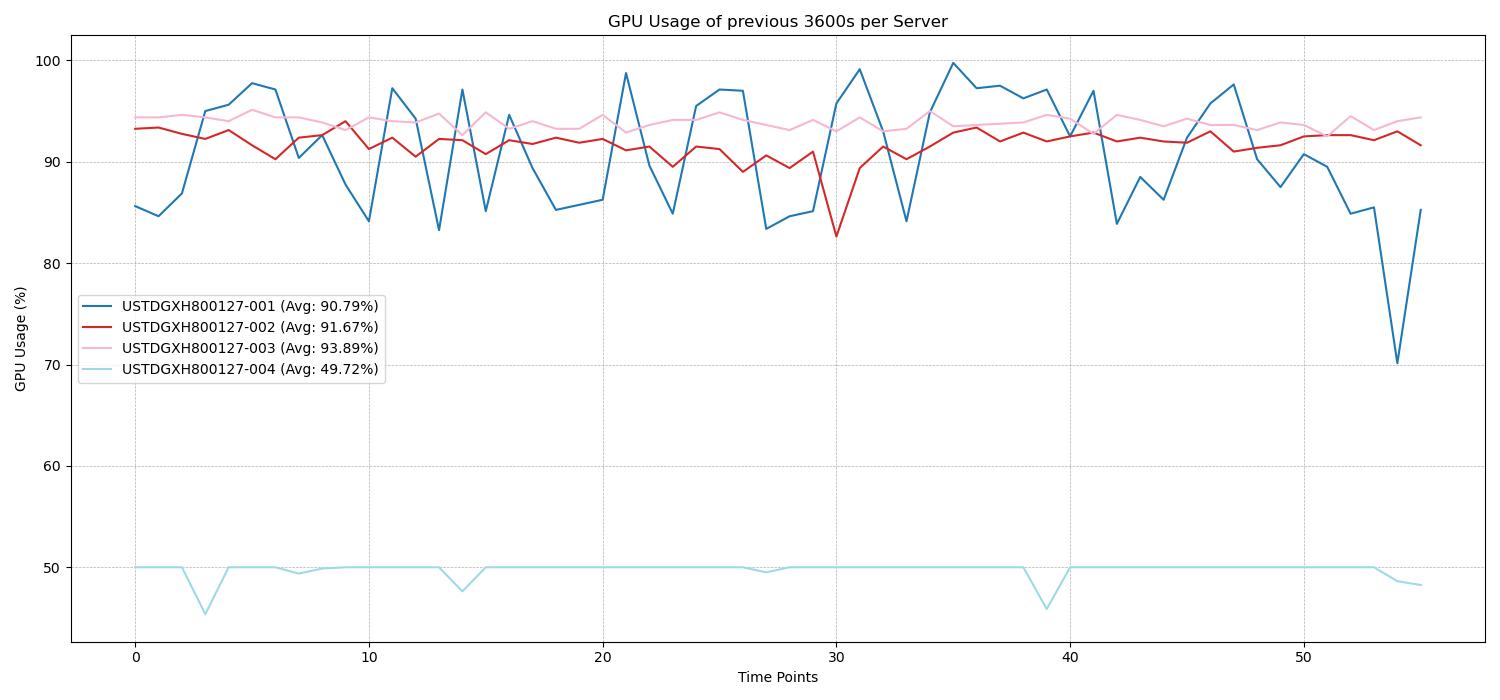 GPU Usage of previous 3600s per Server
100
90
80
70
60
50
GPU Usage (%)
USTDGXH800127-001 (Avg: 90.79%)
USTDGXH800127-002 (Avg: 91.67%)
USTDGXH800127-003 (Avg: 93.89%)
USTDGXH800127-004 (Avg: 49.72%)
0 10 20 30 40 50
Time Points